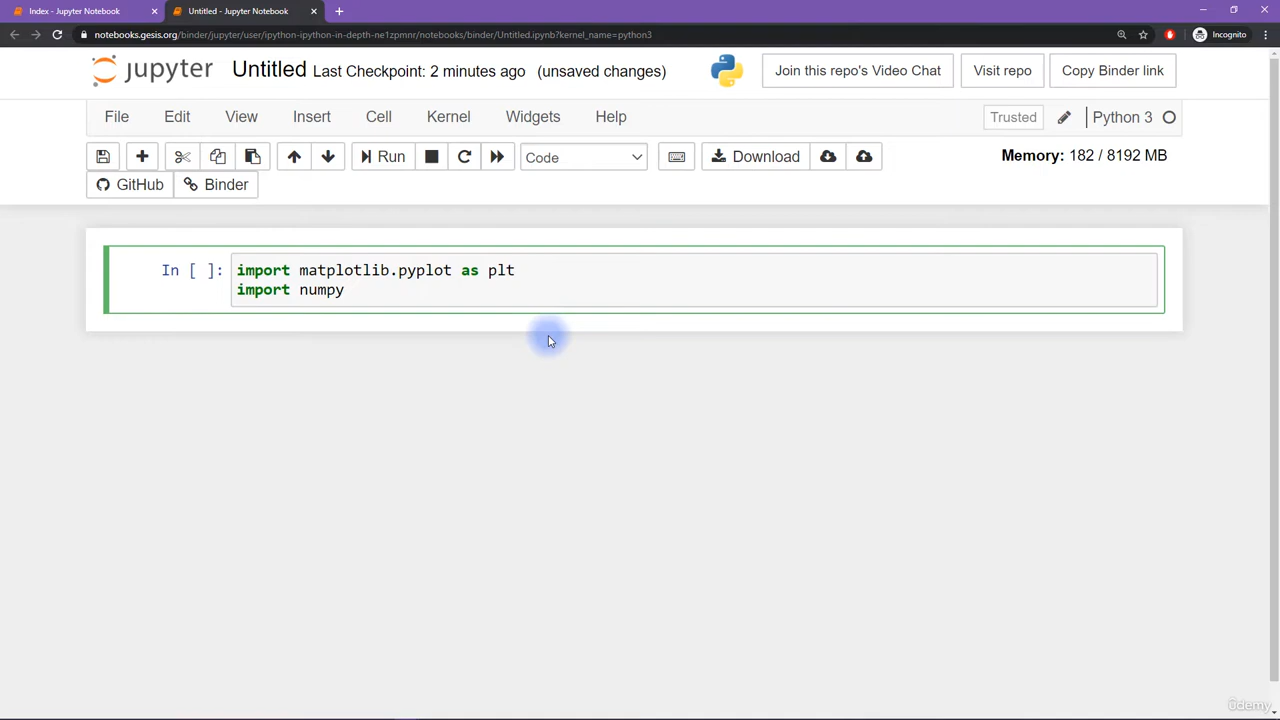 Index - Jupyter Notebook
Untitled - Jupyter Notebook
notebooks.gesis.org/binder/jupyter/user/ipython-ipython-in-depth-ne1zpmnr/notebooks/binder/Untitled.ipynb?kernel_name=python3
Incognito
jupyter Untitled Last Checkpoint: 2 minutes ago (unsaved changes)
Join this repo's Video Chat
Visit repo
Copy Binder link
File Edit View Insert Cell Kernel Widgets Help
Trusted
Python 3
Run
Code
Download
Memory: 182 / 8192 MB
GitHub
Binder
In [ ]: import matplotlib.pyplot as plt
import numpy
ûdemy